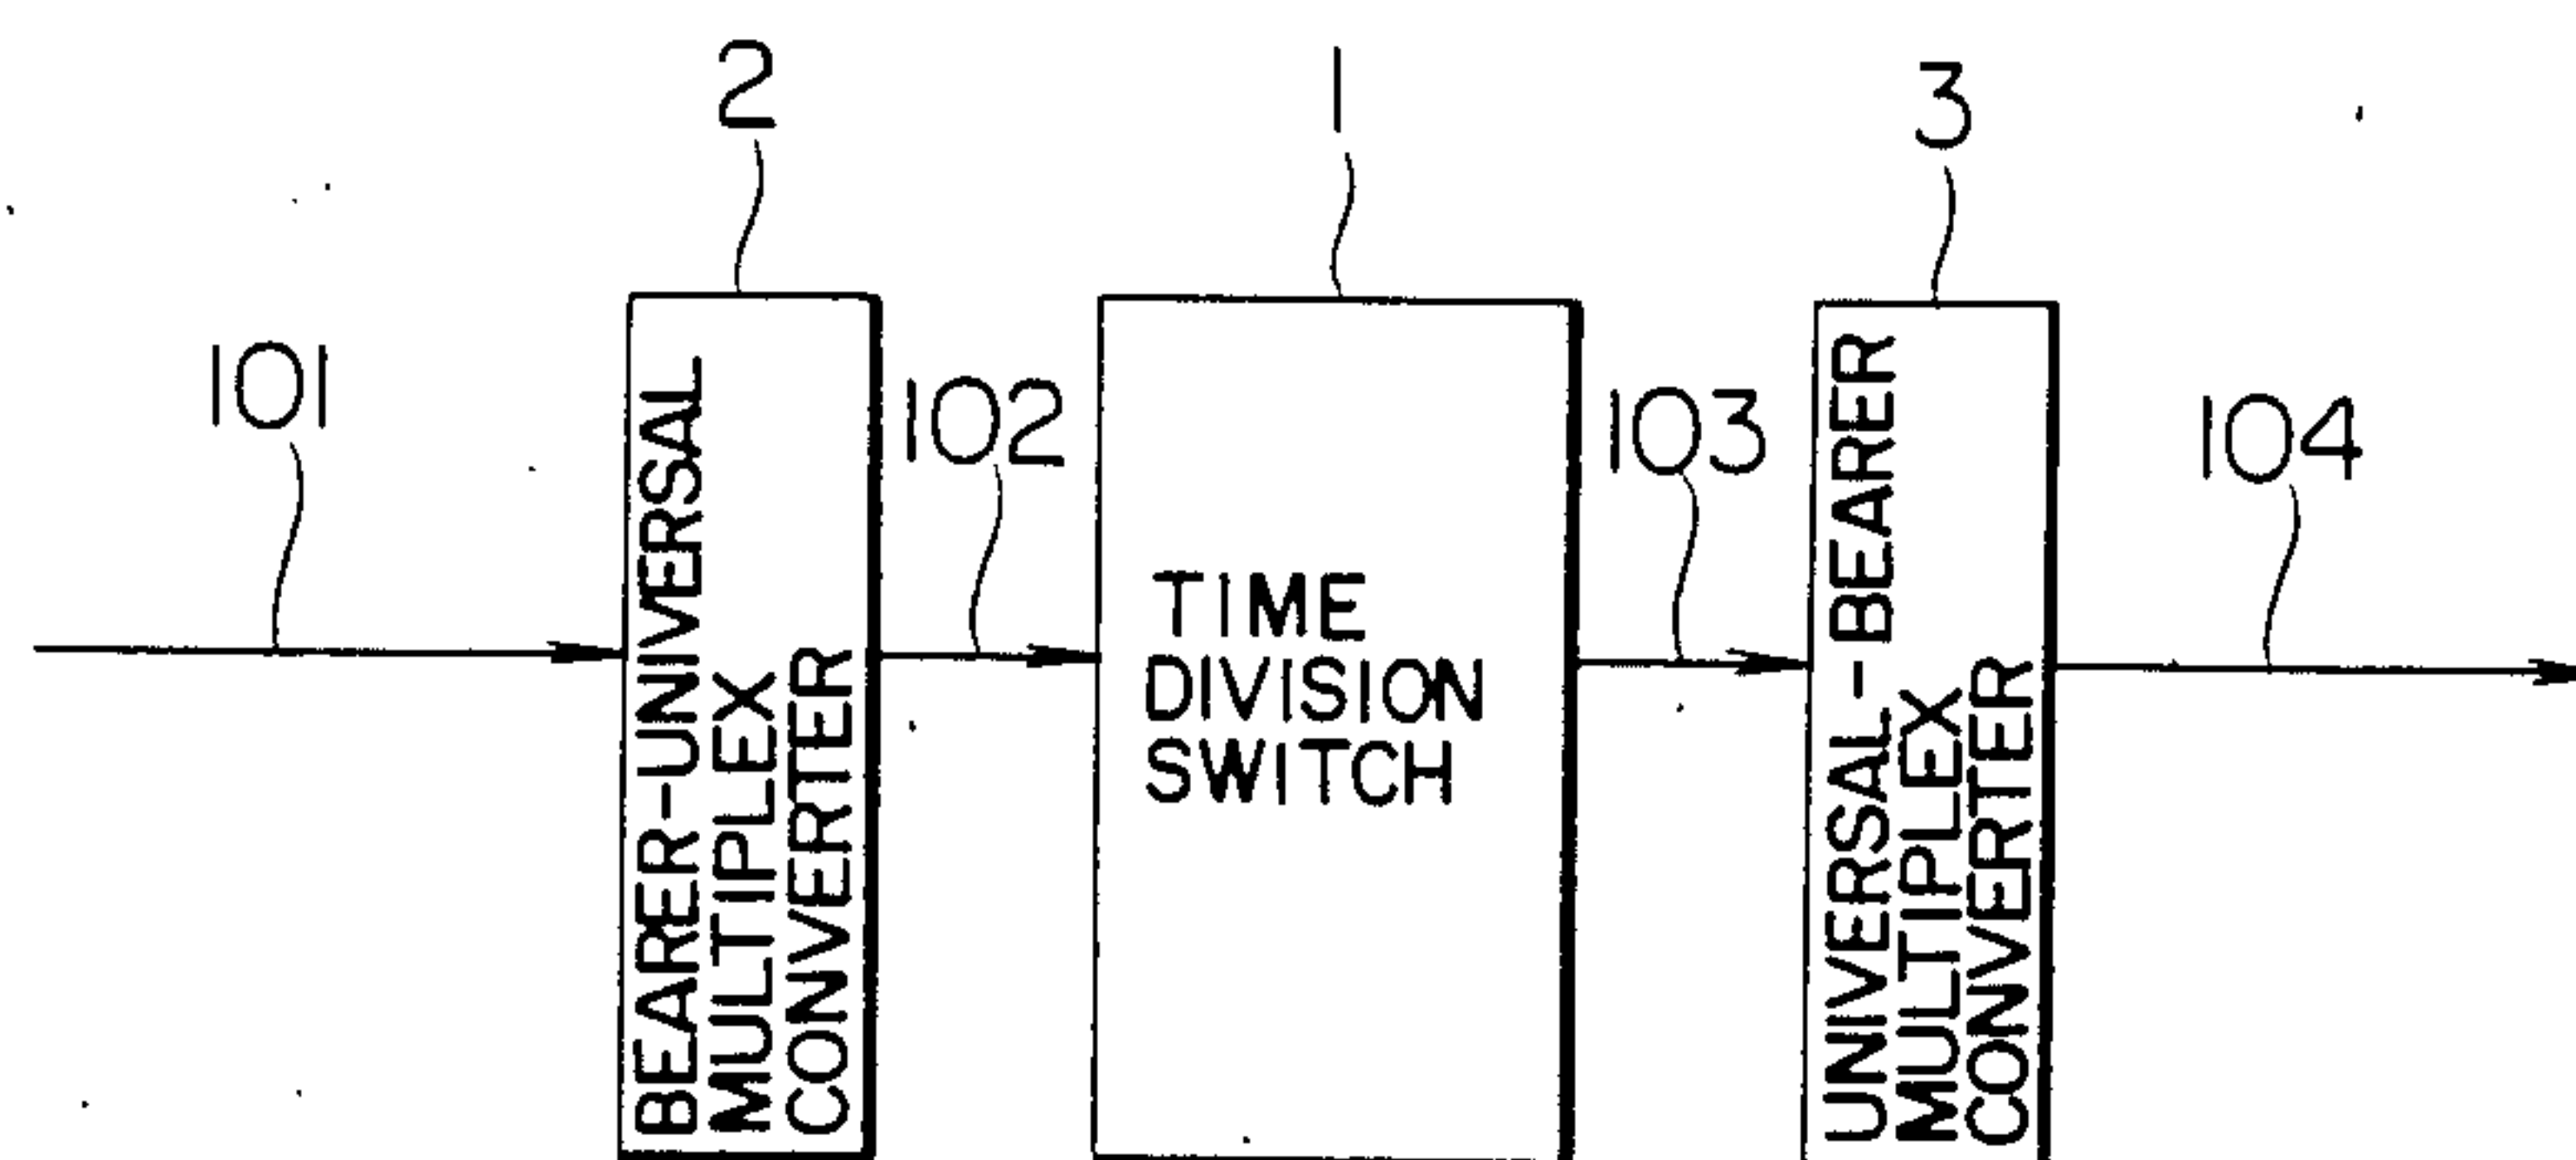 2
1
3
101
102
103
104
BEARER-UNIVERSAL
MULTIPLEX
CONVERTER
TIME
DIVISION
SWITCH
UNIVERSAL-BEARER
MULTIPLEX
CONVERTER